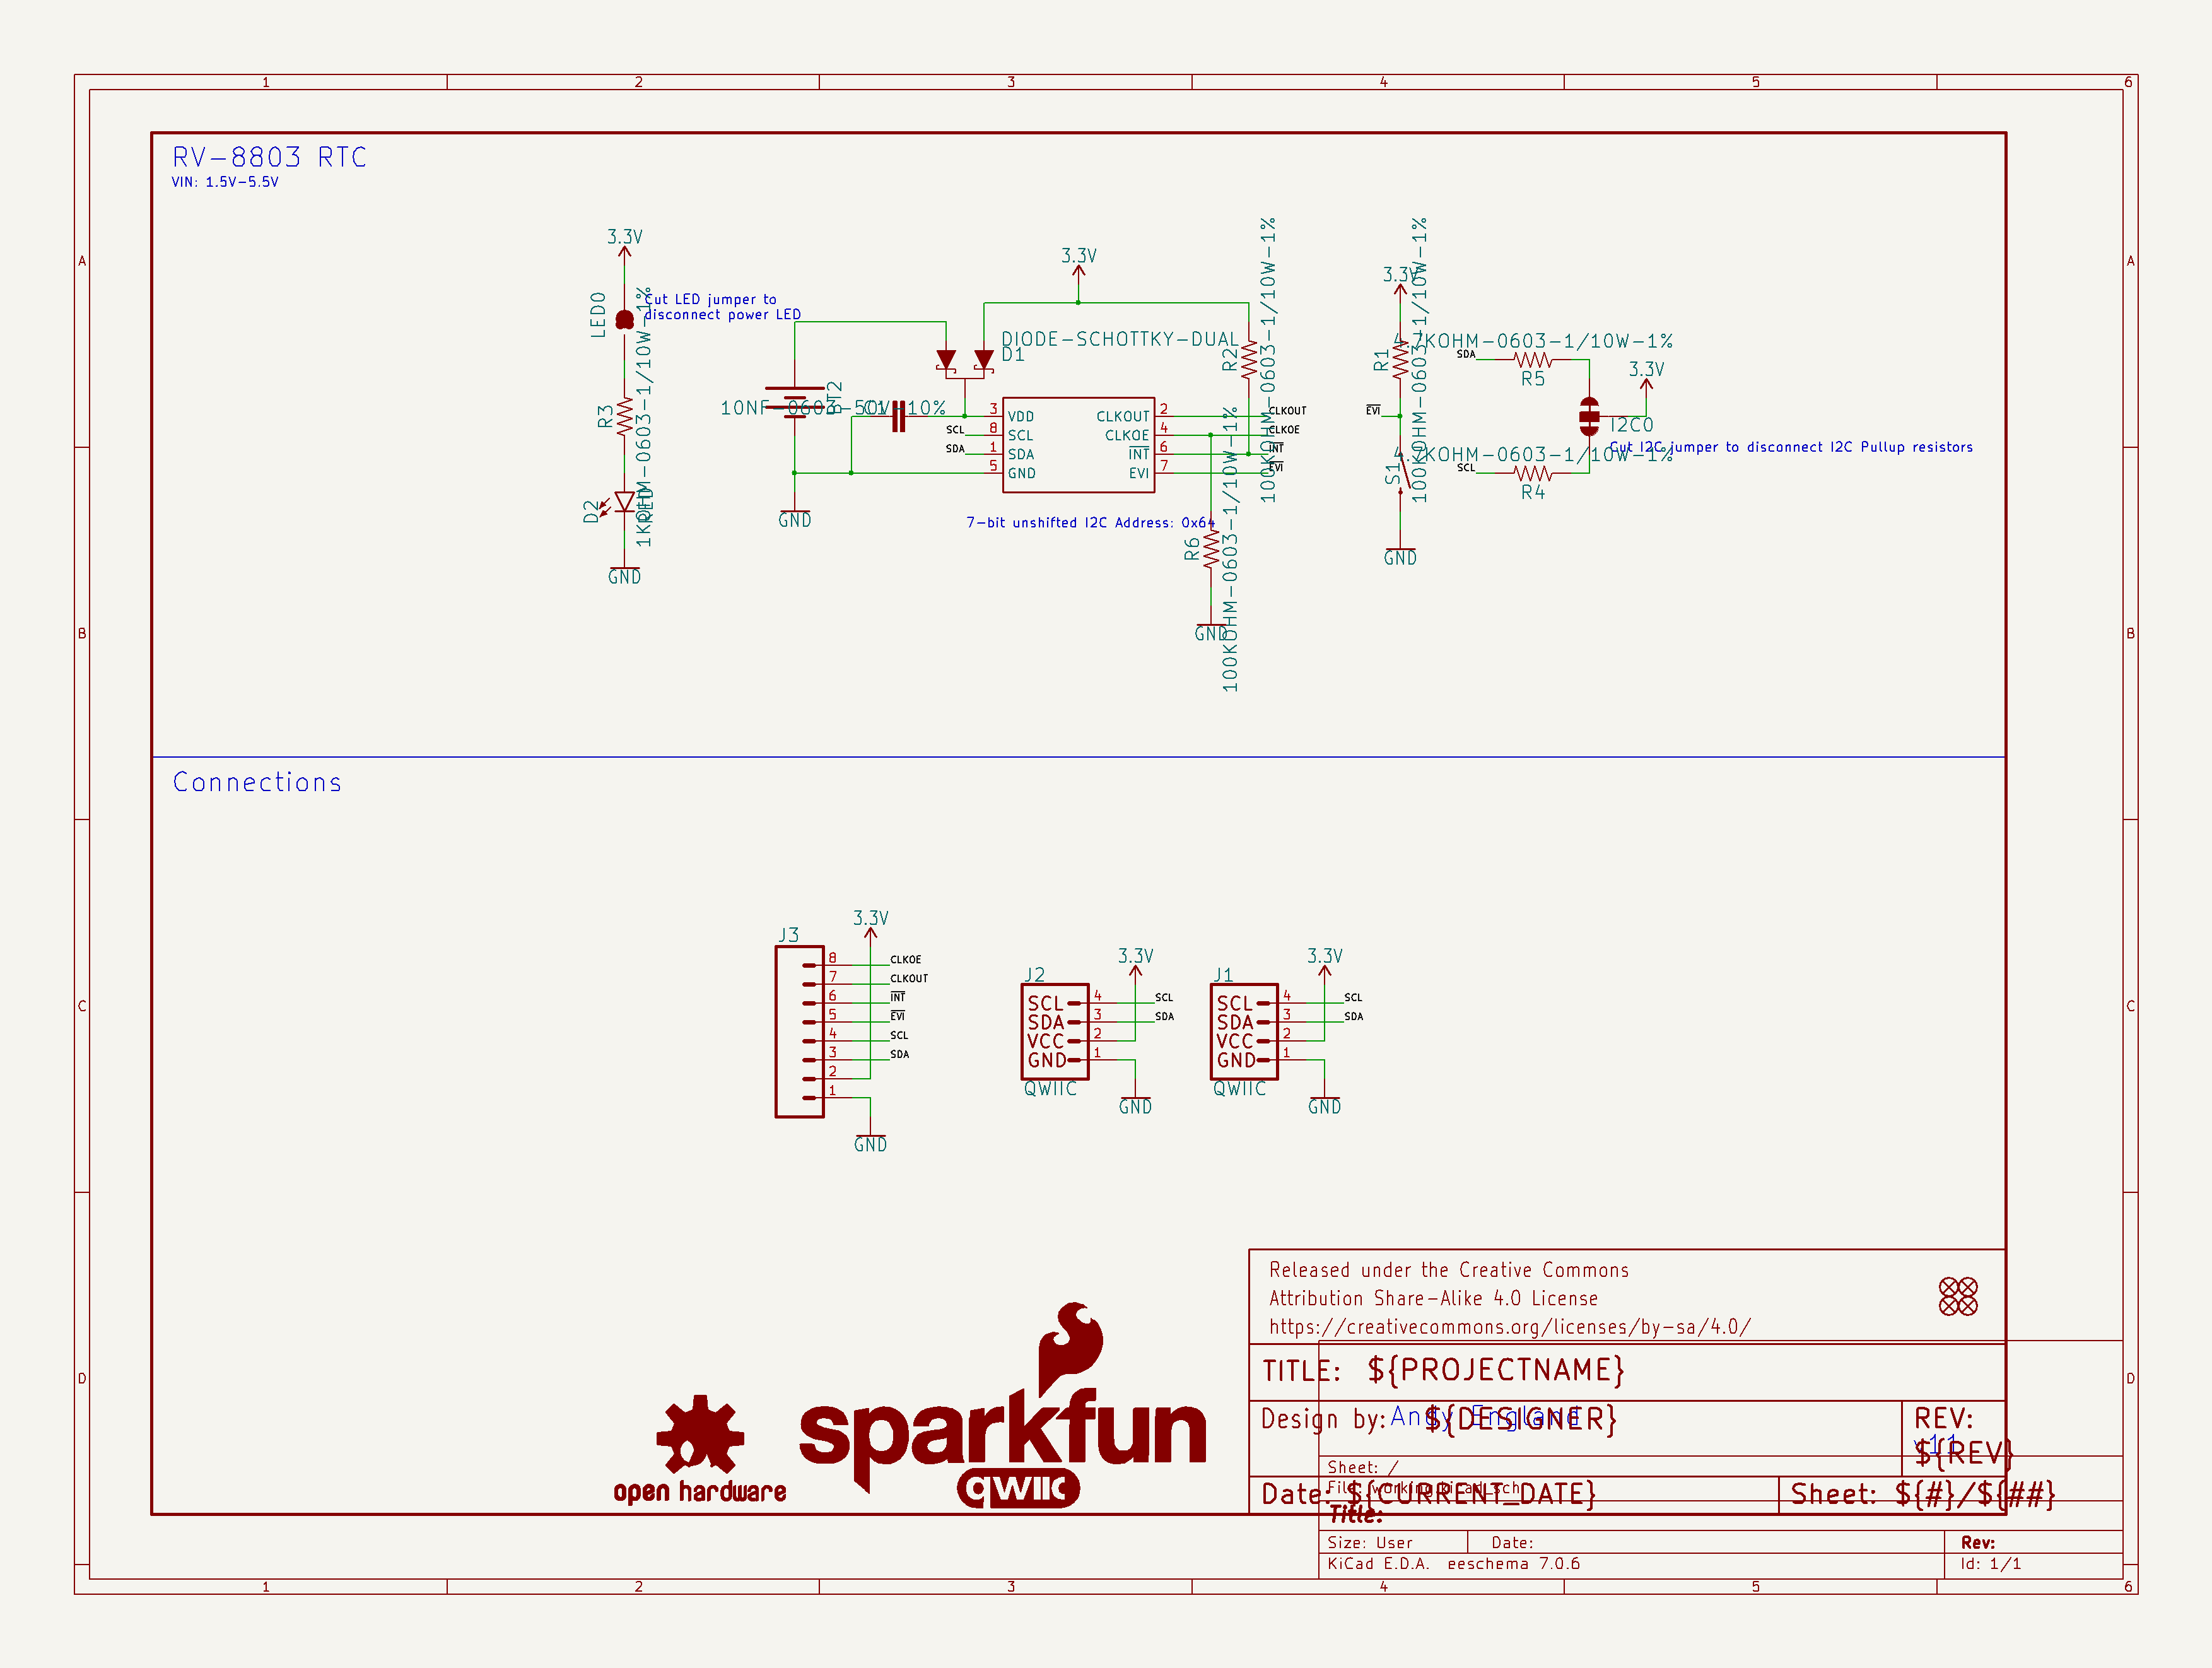 1 2 3 4 5 6
A
B
C
D
A
B
C
D
RV-8803 RTC
VIN: 1.5V-5.5V
3.3V
LED0
Cut LED jumper to
disconnect power LED
R3
1KOHM-0603-1/10W-1%
D2
RED
GND
3.3V
DIODE-SCHOTTKY-DUAL
D1
BT2
10NF-0603-50V-10%
C1
SCL
SDA
3 VDD
8 SCL
1 SDA
5 GND
CLKOUT 2
CLKOE 4
INT 6
EVI 7
CLKOUT
CLKOE
INT
EVI
GND
7-bit unshifted I2C Address: 0x64
R2
100KOHM-0603-1/10W-1%
R6
100KOHM-0603-1/10W-1%
GND
3.3V
R1
100KOHM-0603-1/10W-1%
EVI
S1
GND
4.7KOHM-0603-1/10W-1%
SDA
R5
3.3V
I2C0
Cut I2C jumper to disconnect I2C Pullup resistors
4.7KOHM-0603-1/10W-1%
SCL
R4
Connections
3.3V
J3
8 CLKOE
7 CLKOUT
6 INT
5 EVI
4 SCL
3 SDA
2
1
GND
3.3V
J2
SCL 4 SCL
SDA 3 SDA
VCC 2
GND 1
QWIIC
GND
3.3V
J1
SCL 4 SCL
SDA 3 SDA
VCC 2
GND 1
QWIIC
GND
open hardware
sparkfun
qwiic
Released under the Creative Commons
Attribution Share-Alike 4.0 License
https://creativecommons.org/licenses/by-sa/4.0/
TITLE: ${PROJECTNAME}
Design by: Andy England
${DESIGNER}
REV:
v11
${REV}
Date: ${CURRENT_DATE}
Sheet: ${#}/${##}
Sheet: /
File: working.kicad_sch
Title:
Size: User Date: Rev:
KiCad E.D.A. eeschema 7.0.6 Id: 1/1
1 2 3 4 5 6